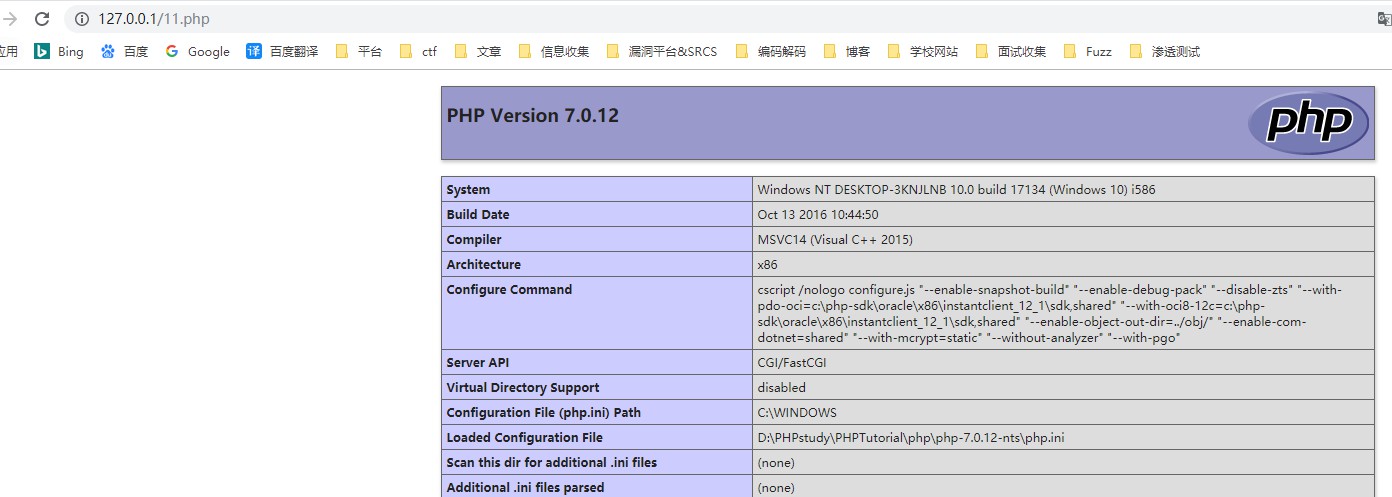 127.0.0.1/11.php
应用 Bing 百度 Google 译 百度翻译 平台 ctf 文章 信息收集 漏洞平台&SRCS 编码解码 博客 学校网站 面试收集 Fuzz 渗透测试
PHP Version 7.0.12 php
System Windows NT DESKTOP-3KNJLNB 10.0 build 17134 (Windows 10) i586
Build Date Oct 13 2016 10:44:50
Compiler MSVC14 (Visual C++ 2015)
Architecture x86
Configure Command cscript /nologo configure.js "--enable-snapshot-build" "--enable-debug-pack" "--disable-zts" "--with-
pdo-oci=c:\php-sdk\oracle\x86\instantclient_12_1\sdk,shared" "--with-oci8-12c=c:\php-
sdk\oracle\x86\instantclient_12_1\sdk,shared" "--enable-object-out-dir=../obj/" "--enable-com-
dotnet=shared" "--with-mcrypt=static" "--without-analyzer" "--with-pgo"
Server API CGI/FastCGI
Virtual Directory Support disabled
Configuration File (php.ini) Path C:\WINDOWS
Loaded Configuration File D:\PHPstudy\PHPTutorial\php\php-7.0.12-nts\php.ini
Scan this dir for additional .ini files (none)
Additional .ini files parsed (none)